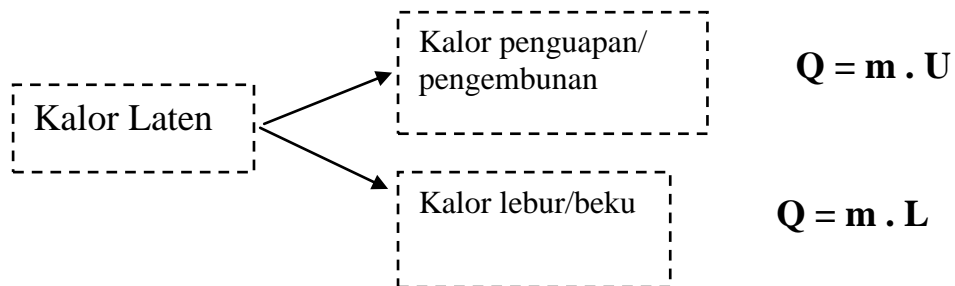 Kalor Laten
Kalor penguapan/
pengembunan
Q = m . U
Kalor lebur/beku
Q = m . L